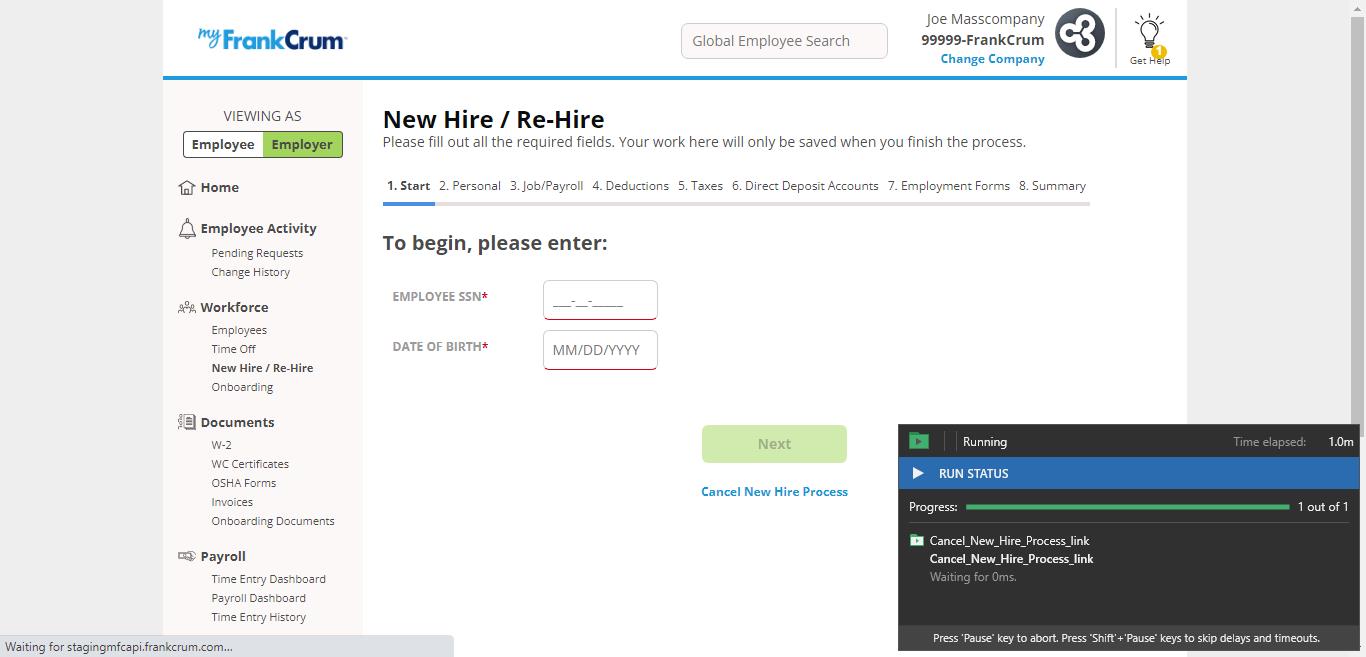 myFrankCrum
Global Employee Search
Joe Masscompany
99999-FrankCrum
Change Company
1
Get Help
VIEWING AS
Employee Employer
Home
Employee Activity
Pending Requests
Change History
Workforce
Employees
Time Off
New Hire / Re-Hire
Onboarding
Documents
W-2
WC Certificates
OSHA Forms
Invoices
Onboarding Documents
Payroll
Time Entry Dashboard
Payroll Dashboard
Time Entry History
New Hire / Re-Hire
Please fill out all the required fields. Your work here will only be saved when you finish the process.
1. Start 2. Personal 3. Job/Payroll 4. Deductions 5. Taxes 6. Direct Deposit Accounts 7. Employment Forms 8. Summary
To begin, please enter:
EMPLOYEE SSN* ___-__-____
DATE OF BIRTH* MM/DD/YYYY
Next
Cancel New Hire Process
Running Time elapsed: 1.0m
RUN STATUS
Progress: 1 out of 1
Cancel_New_Hire_Process_link
Cancel_New_Hire_Process_link
Waiting for 0ms.
Press 'Pause' key to abort. Press 'Shift'+'Pause' keys to skip delays and timeouts.
Waiting for stagingmfcapi.frankcrum.com...